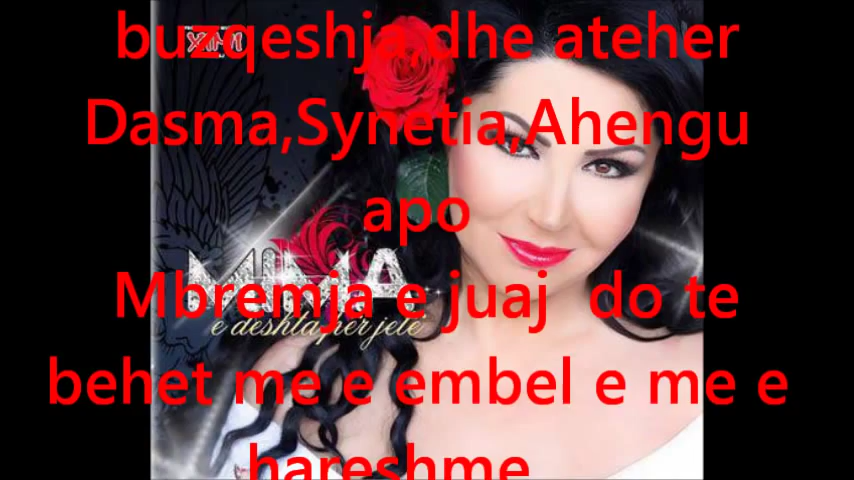 buzqeshja,dhe ateher
Dasma,Synetia,Ahengu
apo
Mbremja e juaj do te
behet me e embel e me e
hareshme
MIMA
e deshta per jete